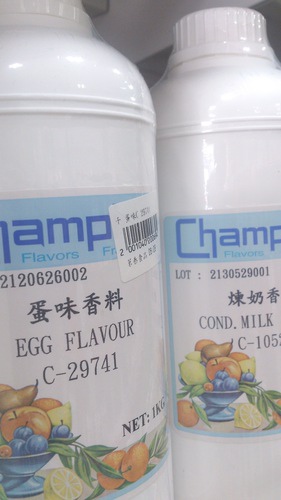 Champ
Flavors
2120626002
蛋味香料
EGG FLAVOUR
C-29741
NET: 1KG
Champ
Flavors
LOT : 2130529001
煉奶香
COND.MILK
C-1052